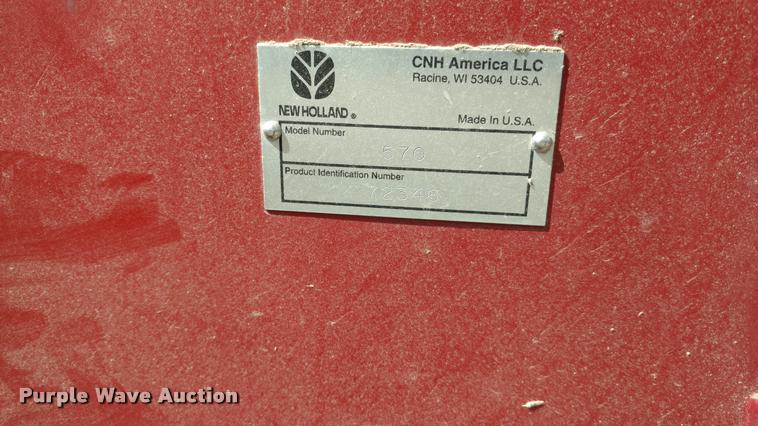 CNH America LLC
Racine, WI 53404 U.S.A.
NEW HOLLAND ®
Made In U.S.A.
Model Number
570
Product Identification Number
Purple Wave Auction